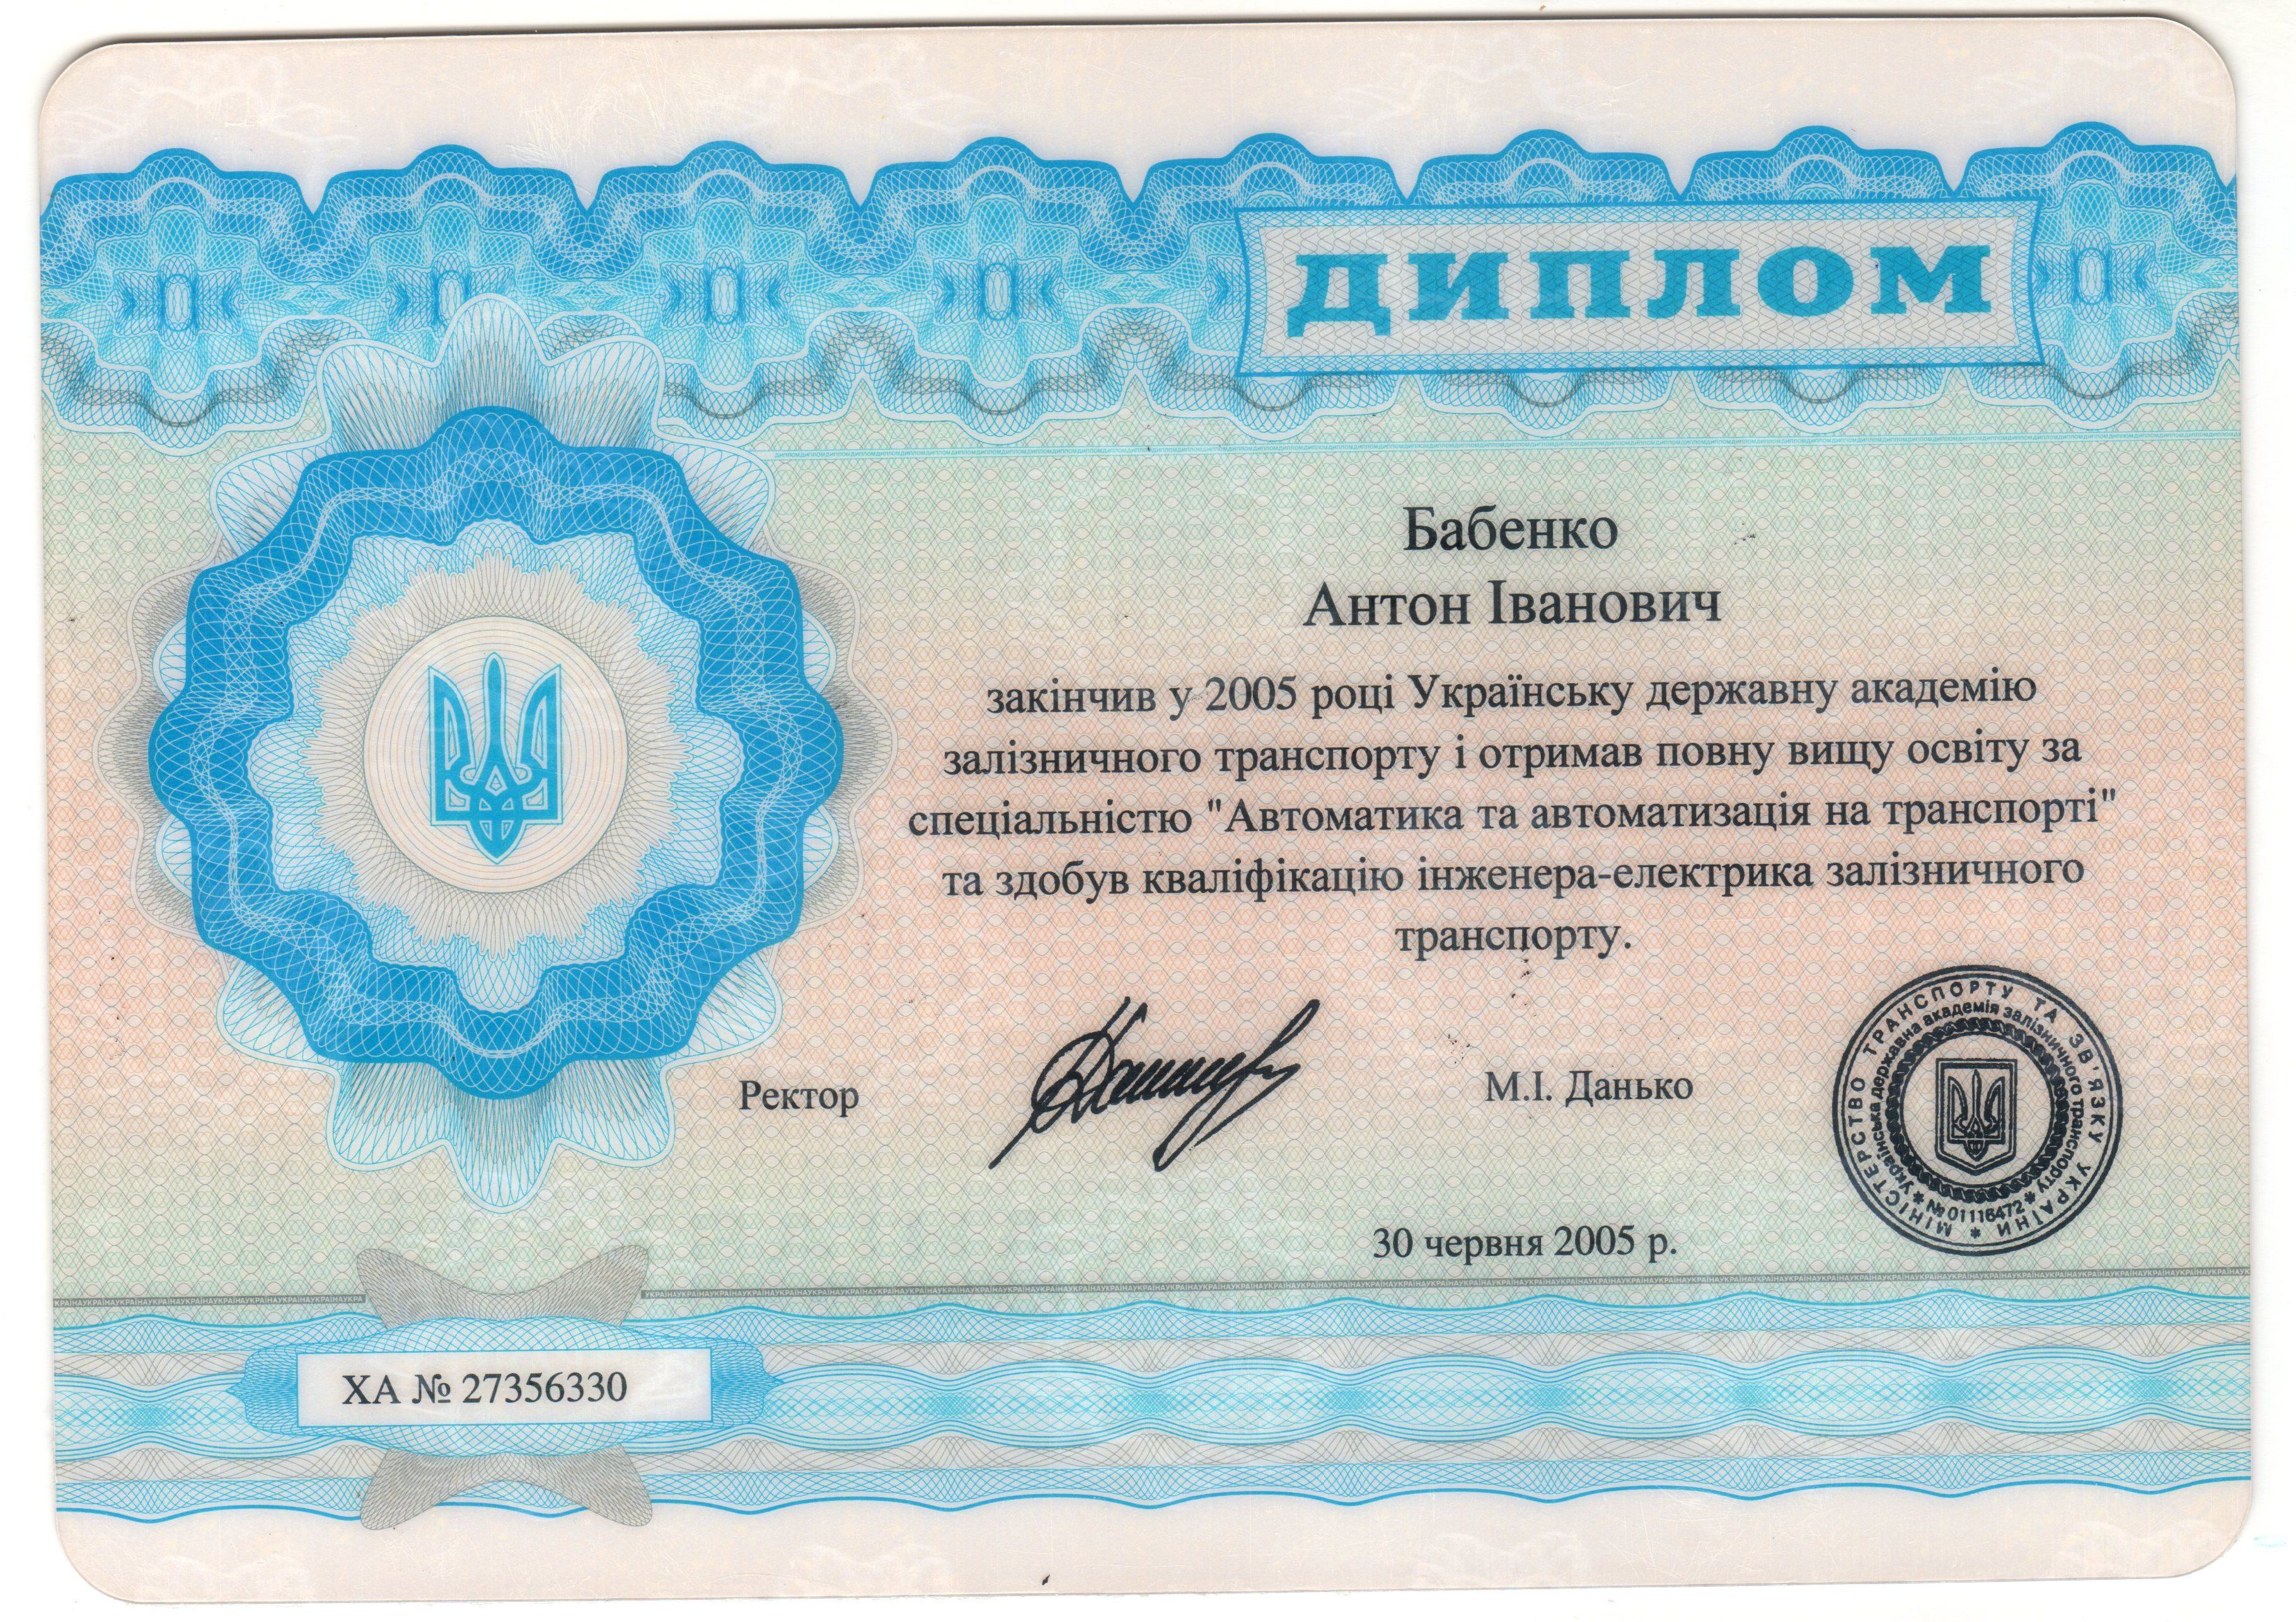 ДИПЛОМ
Бабенко
Антон Іванович
закінчив у 2005 році Українську державну академію
залізничного транспорту і отримав повну вищу освіту за
спеціальністю "Автоматика та автоматизація на транспорті"
та здобув кваліфікацію інженера-електрика залізничного
транспорту.
Ректор
М.І. Данько
МІНІСТЕРСТВО ТРАНСПОРТУ ТА ЗВ'ЯЗКУ УКРАЇНИ *
* Українська державна академія залізничного транспорту *
№ 01116472
30 червня 2005 р.
ХА № 27356330